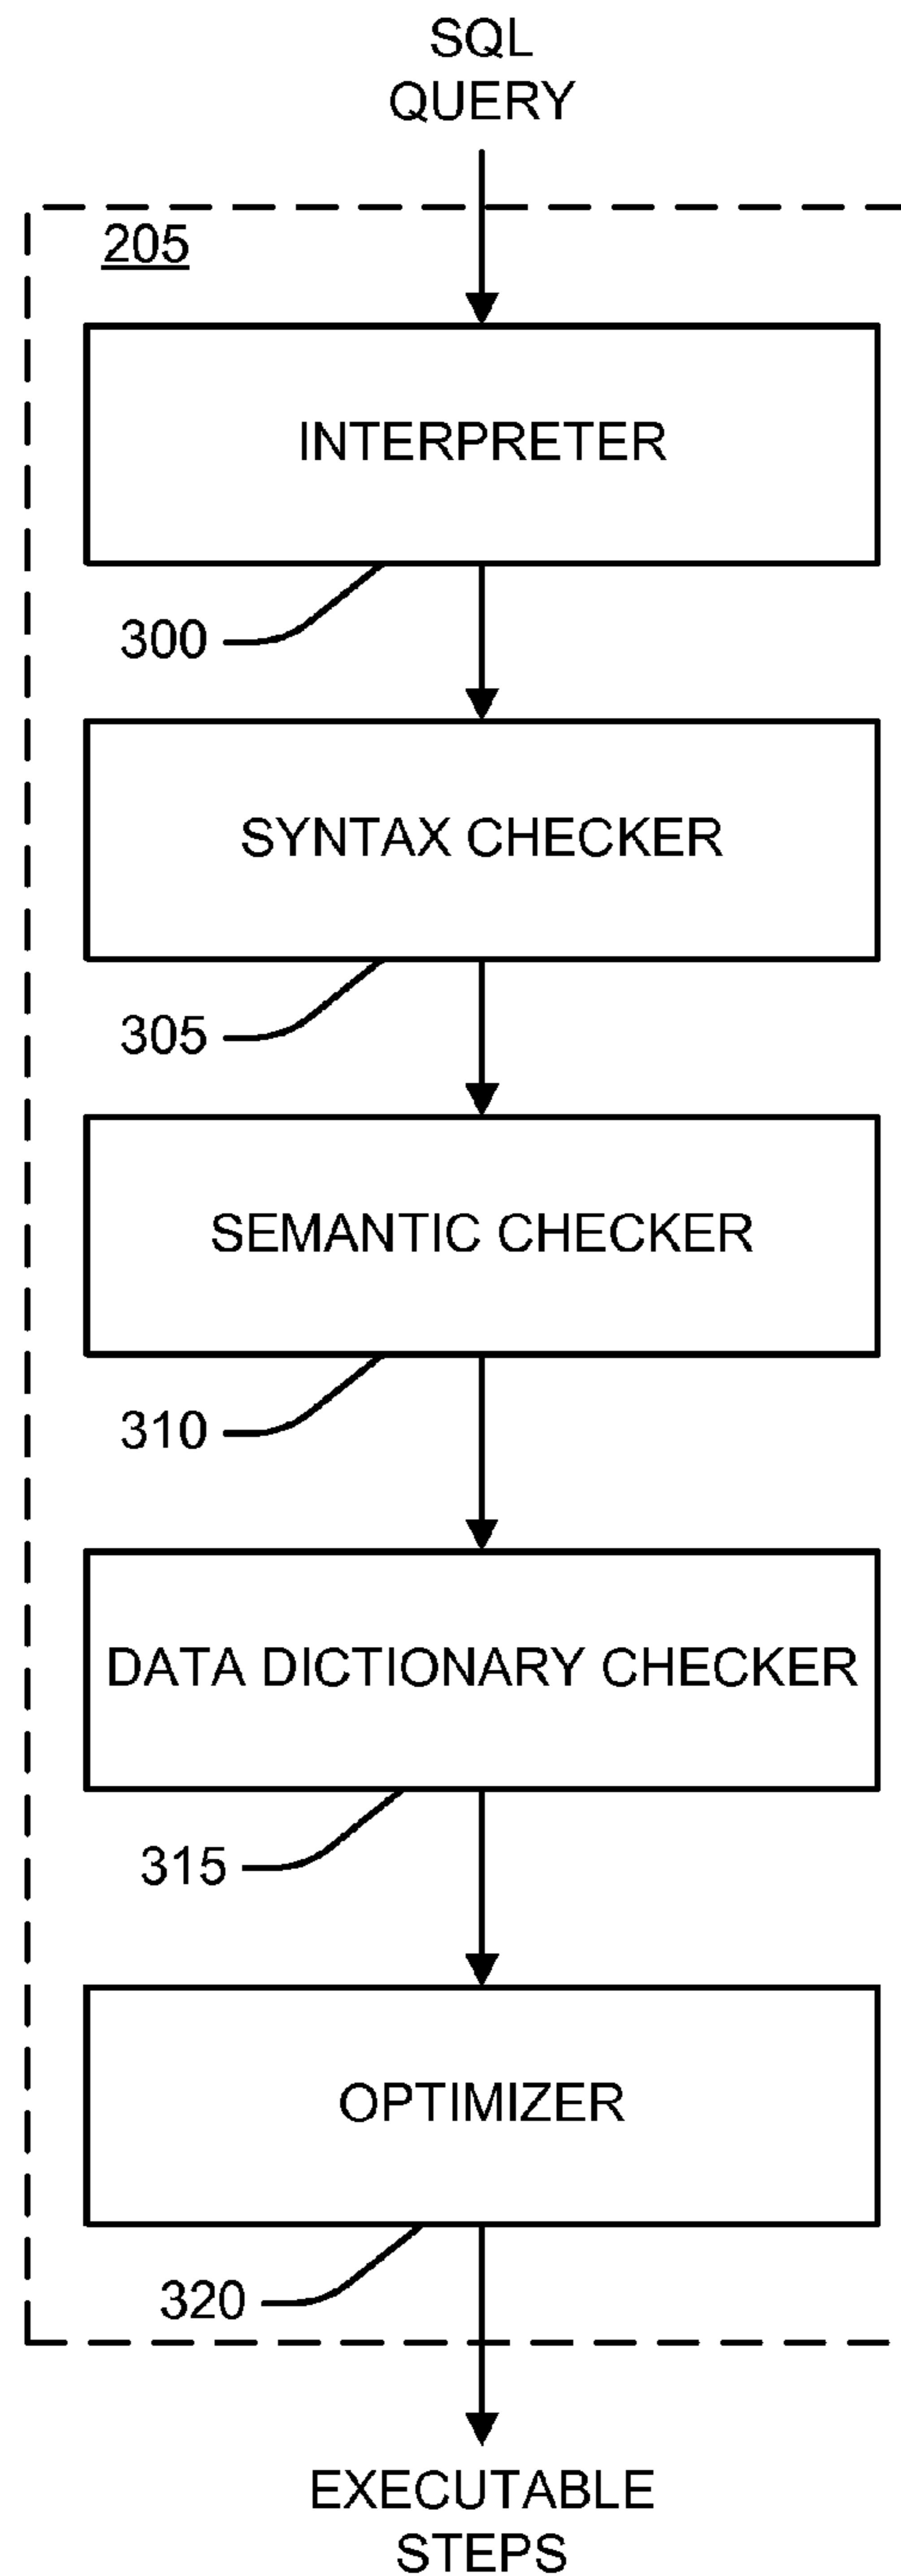 SQL
QUERY
205
INTERPRETER
300
SYNTAX CHECKER
305
SEMANTIC CHECKER
310
DATA DICTIONARY CHECKER
315
OPTIMIZER
320
EXECUTABLE
STEPS